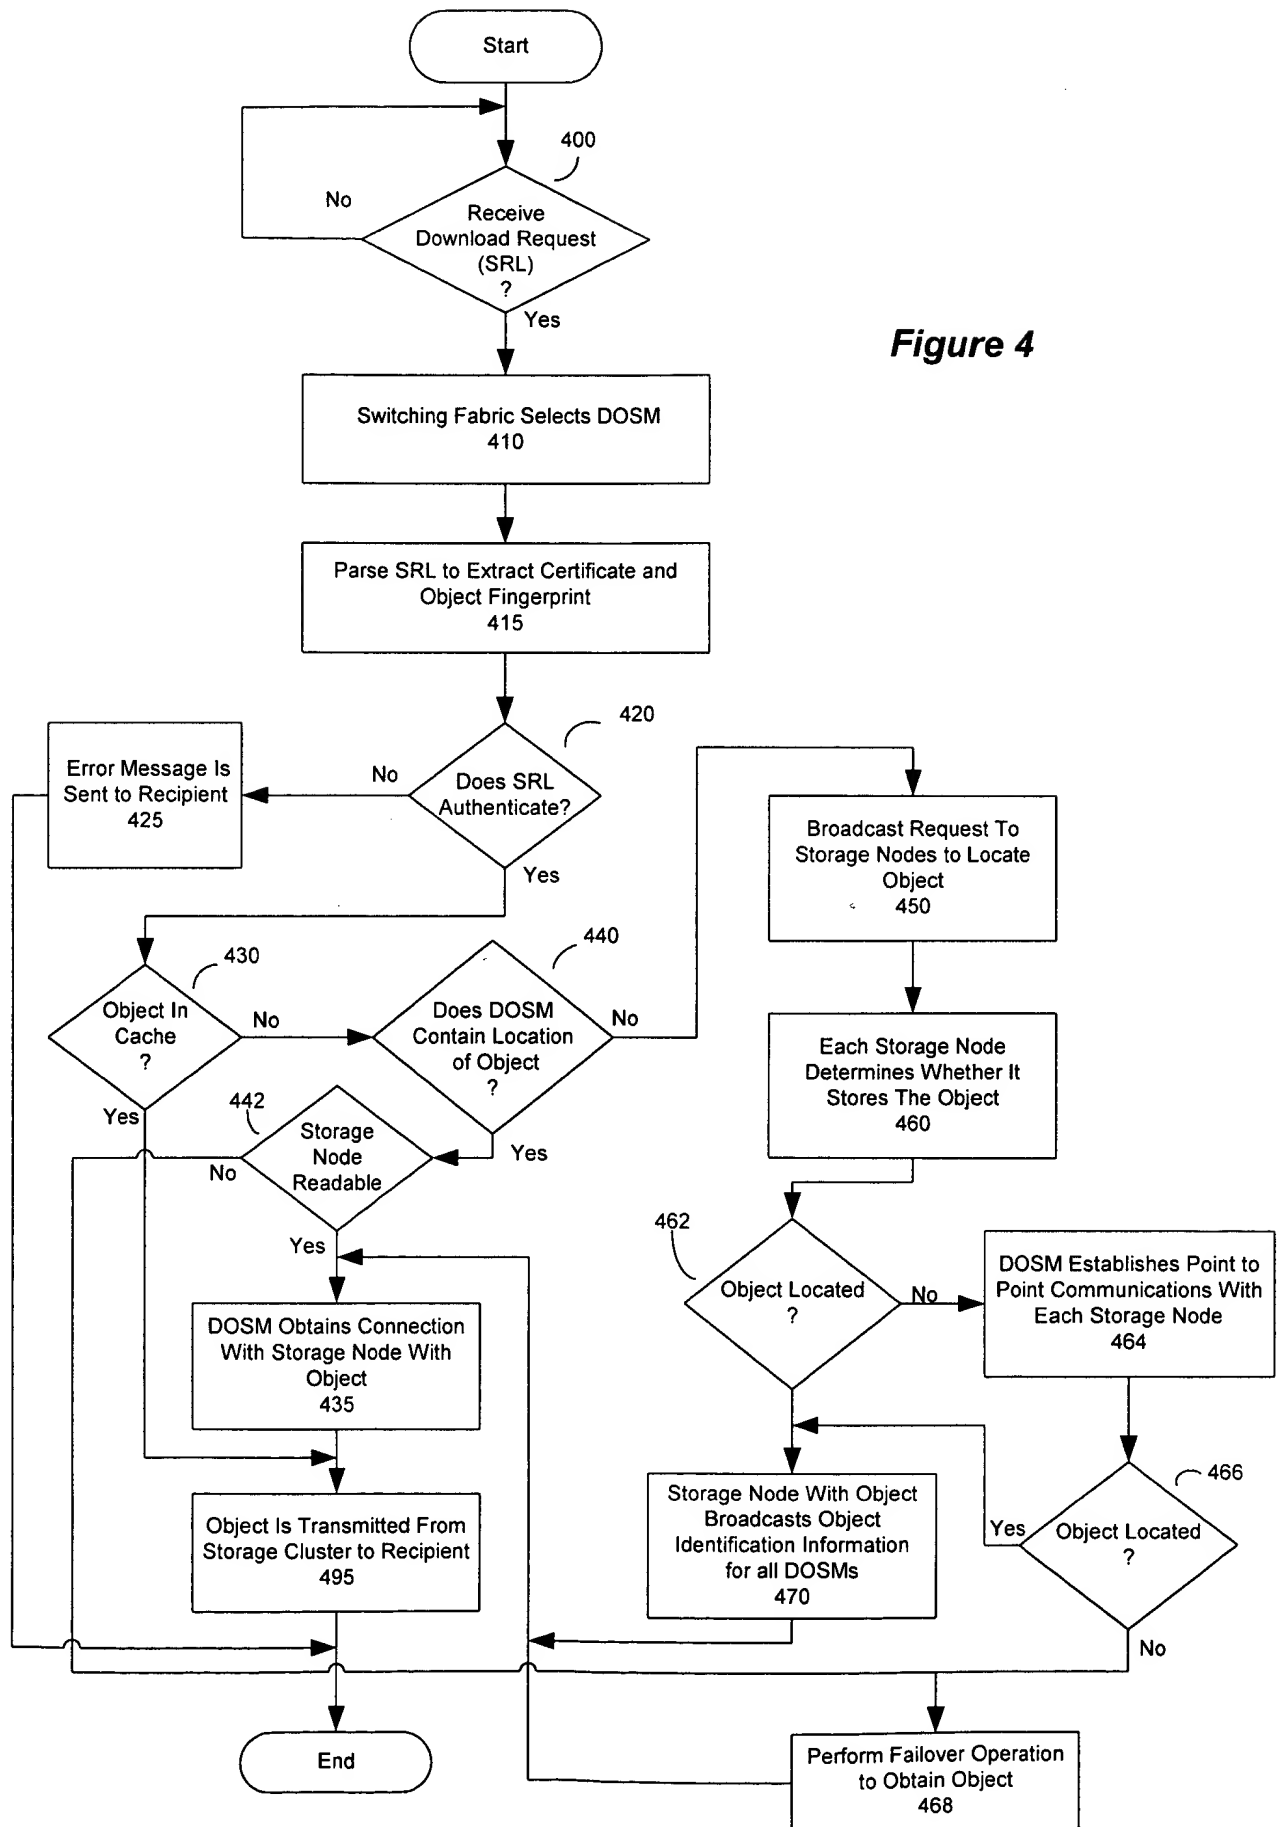 Start
400
No
Receive
Download Request
(SRL)
?
Yes
Figure 4
Switching Fabric Selects DOSM
410
Parse SRL to Extract Certificate and
Object Fingerprint
415
420
Error Message Is
Sent to Recipient
425
No
Does SRL
Authenticate?
Yes
Broadcast Request To
Storage Nodes to Locate
Object
450
430
440
Object In
Cache
?
No
Does DOSM
Contain Location
of Object
?
No
Each Storage Node
Determines Whether It
Stores The Object
460
Yes
442
Storage
Node
Readable
Yes
No
Yes
462
Object Located
?
No
DOSM Establishes Point to
Point Communications With
Each Storage Node
464
DOSM Obtains Connection
With Storage Node With
Object
435
466
Storage Node With Object
Broadcasts Object
Identification Information
for all DOSMs
470
Yes
Object Located
?
Object Is Transmitted From
Storage Cluster to Recipient
495
No
End
Perform Failover Operation
to Obtain Object
468